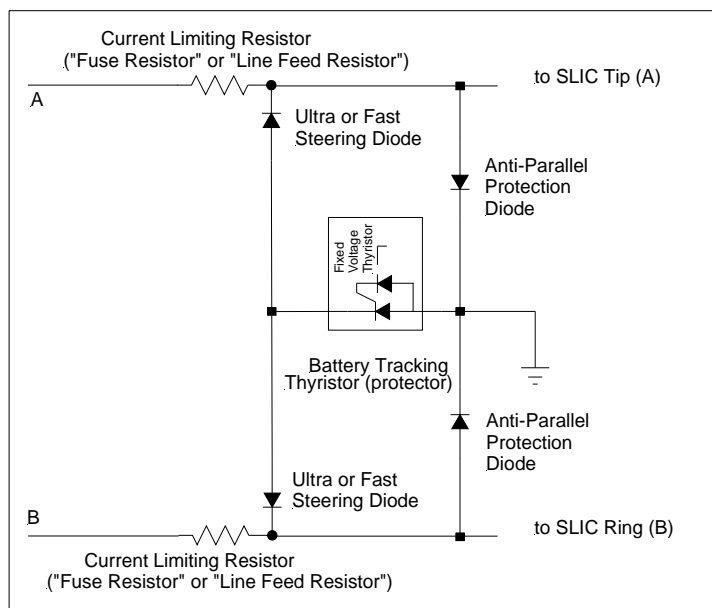 Current Limiting Resistor
("Fuse Resistor" or "Line Feed Resistor")
to SLIC Tip (A)
A
Ultra or Fast
Steering Diode
Anti-Parallel
Protection
Diode
Fixed
Voltage
Thyristor
Battery Tracking
Thyristor (protector)
Anti-Parallel
Protection
Diode
Ultra or Fast
Steering Diode
B
to SLIC Ring (B)
Current Limiting Resistor
("Fuse Resistor" or "Line Feed Resistor")